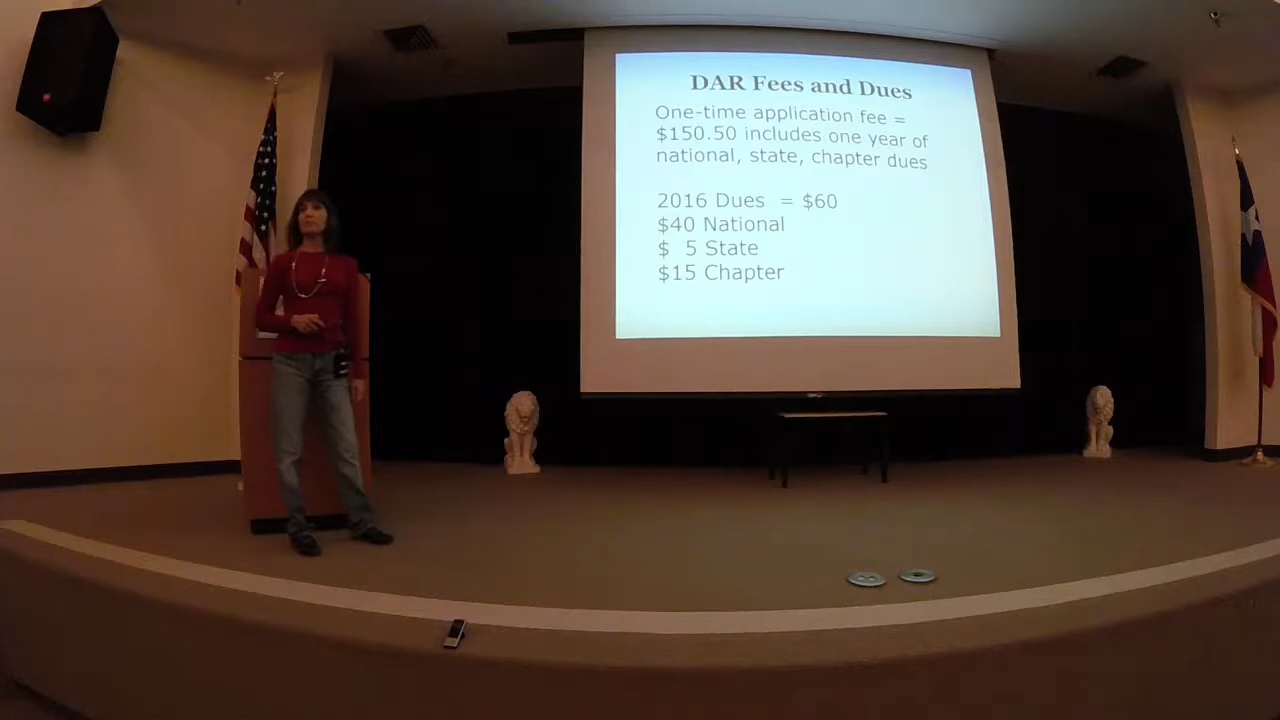 DAR Fees and Dues
One-time application fee =
$150.50 includes one year of
national, state, chapter dues
2016 Dues = $60
$40 National
$ 5 State
$15 Chapter